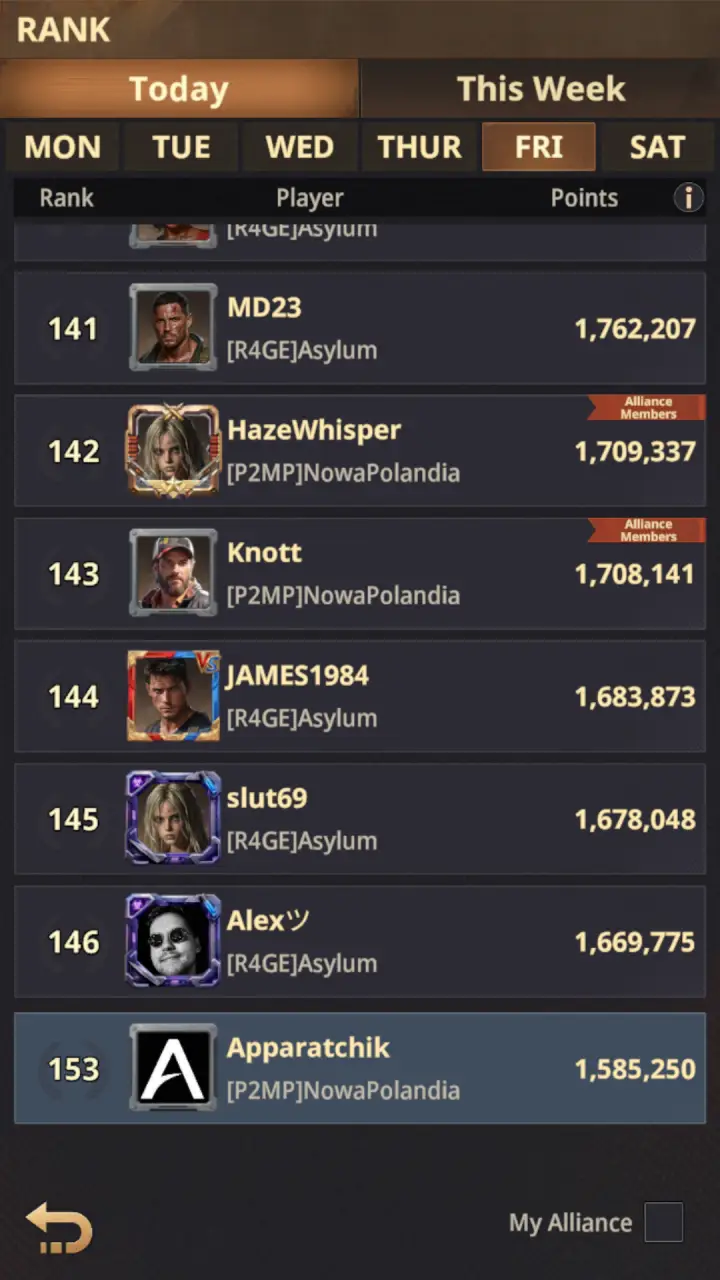 RANK
Today
This Week
MON TUE WED THUR FRI SAT
Rank Player Points i
[R4GE]Asylum
141 MD23 1,762,207
[R4GE]Asylum
Alliance Members
142 HazeWhisper 1,709,337
[P2MP]NowaPolandia
Alliance Members
143 Knott 1,708,141
[P2MP]NowaPolandia
VS
144 JAMES1984 1,683,873
[R4GE]Asylum
145 slut69 1,678,048
[R4GE]Asylum
146 Alexツ 1,669,775
[R4GE]Asylum
153 A Apparatchik 1,585,250
[P2MP]NowaPolandia
My Alliance